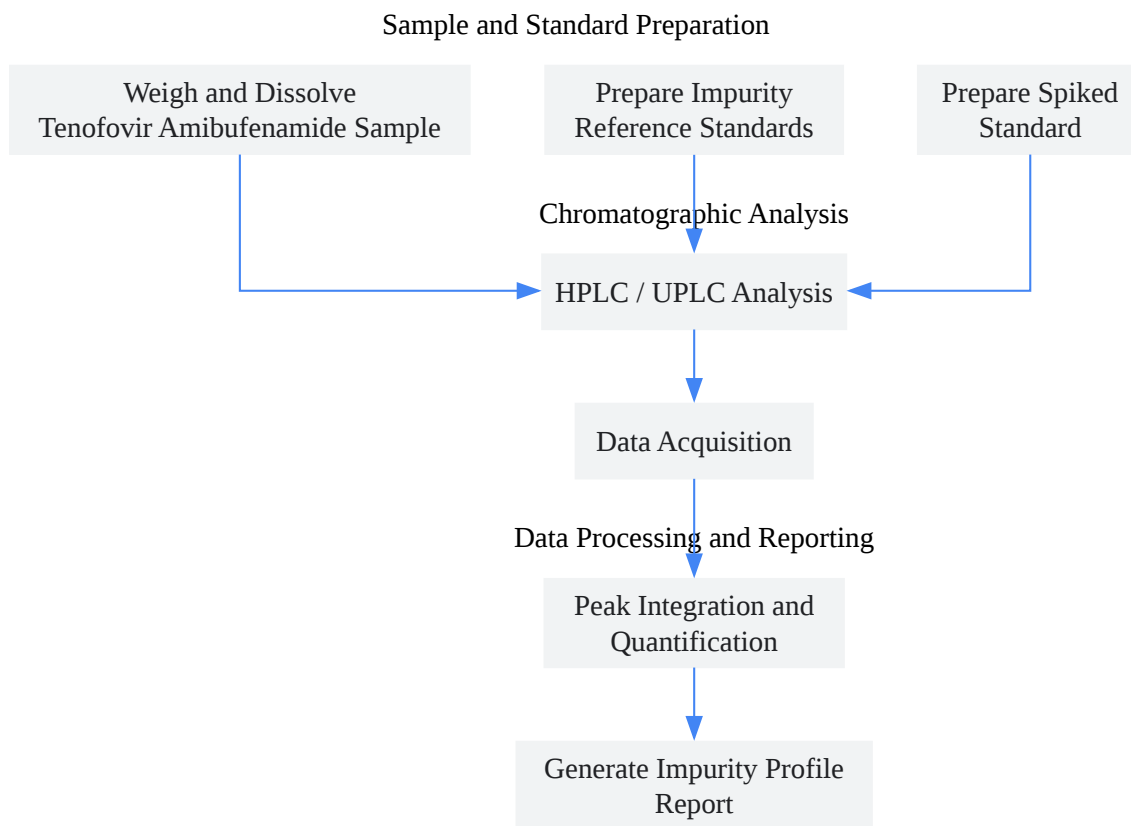 Sample and Standard Preparation
Weigh and Dissolve
Tenofovir Amibufenamide Sample
Prepare Impurity
Reference Standards
Prepare Spiked
Standard
Chromatographic Analysis
HPLC / UPLC Analysis
Data Acquisition
Data Processing and Reporting
Peak Integration and
Quantification
Generate Impurity Profile
Report